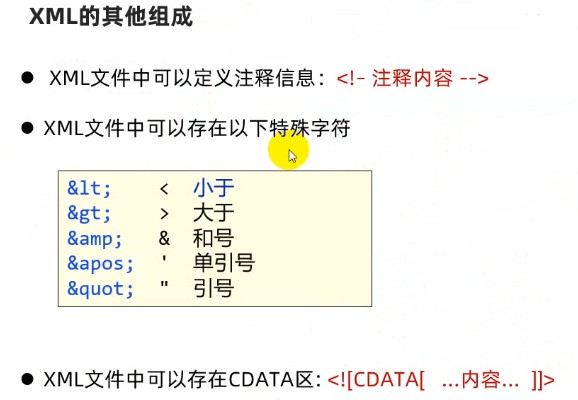 XML的其他组成
● XML文件中可以定义注释信息：<!– 注释内容 -->
● XML文件中可以存在以下特殊字符
&lt; < 小于
&gt; > 大于
&amp; & 和号
&apos; ' 单引号
&quot; " 引号
● XML文件中可以存在CDATA区: <![CDATA[ …内容… ]]>